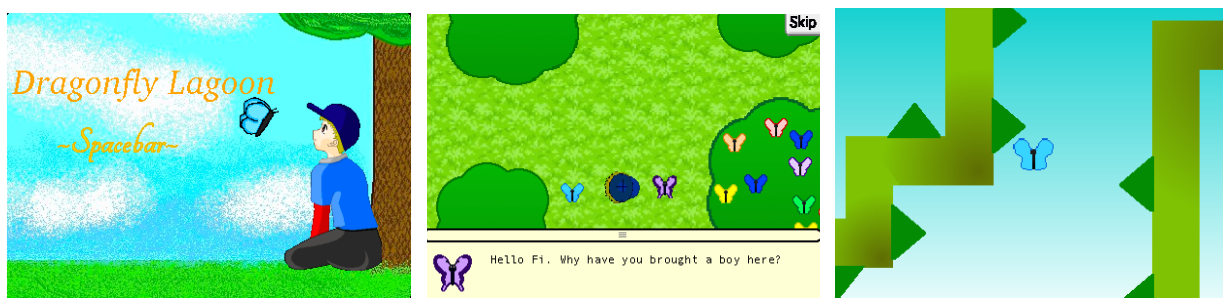 Dragonfly Lagoon
~Spacebar~
Skip
Hello Fi. Why have you brought a boy here?